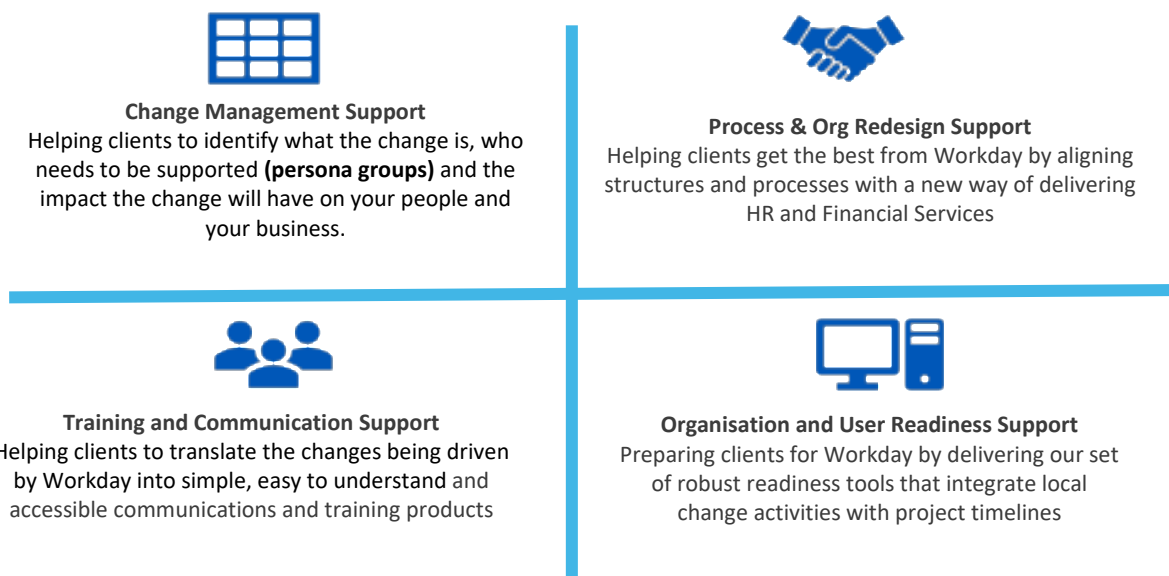 Change Management Support
Helping clients to identify what the change is, who
needs to be supported (persona groups) and the
impact the change will have on your people and
your business.
Process & Org Redesign Support
Helping clients get the best from Workday by aligning
structures and processes with a new way of delivering
HR and Financial Services
Training and Communication Support
Helping clients to translate the changes being driven
by Workday into simple, easy to understand and
accessible communications and training products
Organisation and User Readiness Support
Preparing clients for Workday by delivering our set
of robust readiness tools that integrate local
change activities with project timelines